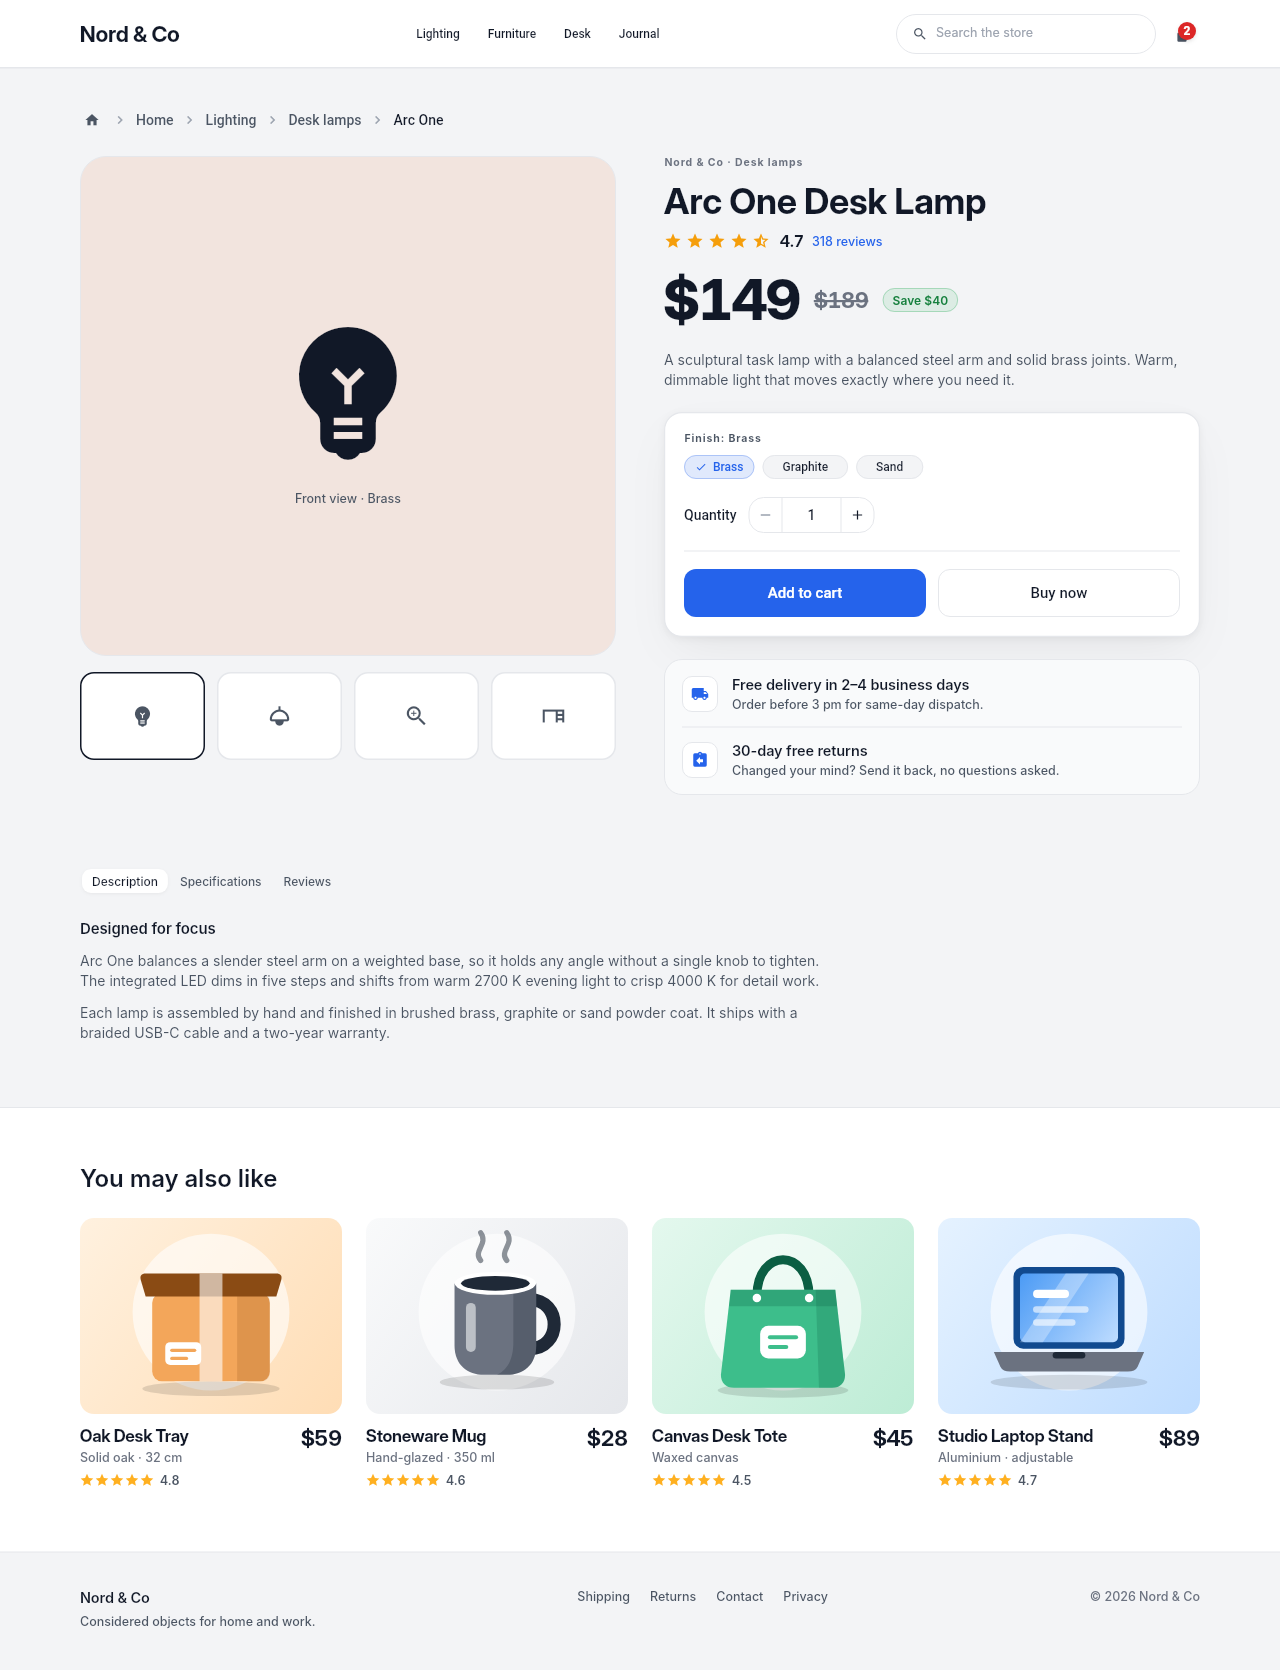 Nord & Co
Lighting
Furniture
Desk
Journal
Search the store
2
Home
Lighting
Desk lamps
Arc One
Front view · Brass
Nord & Co · Desk lamps
Arc One Desk Lamp
4.7
318 reviews
$149
$189
Save $40
A sculptural task lamp with a balanced steel arm and solid brass joints. Warm,
dimmable light that moves exactly where you need it.
Finish: Brass
Brass
Graphite
Sand
Quantity
1
Add to cart
Buy now
Free delivery in 2–4 business days
Order before 3 pm for same-day dispatch.
30-day free returns
Changed your mind? Send it back, no questions asked.
Description
Specifications
Reviews
Designed for focus
Arc One balances a slender steel arm on a weighted base, so it holds any angle without a single knob to tighten.
The integrated LED dims in five steps and shifts from warm 2700 K evening light to crisp 4000 K for detail work.
Each lamp is assembled by hand and finished in brushed brass, graphite or sand powder coat. It ships with a
braided USB-C cable and a two-year warranty.
You may also like
Oak Desk Tray
$59
Solid oak · 32 cm
4.8
Stoneware Mug
$28
Hand-glazed · 350 ml
4.6
Canvas Desk Tote
$45
Waxed canvas
4.5
Studio Laptop Stand
$89
Aluminium · adjustable
4.7
Nord & Co
Considered objects for home and work.
Shipping
Returns
Contact
Privacy
© 2026 Nord & Co